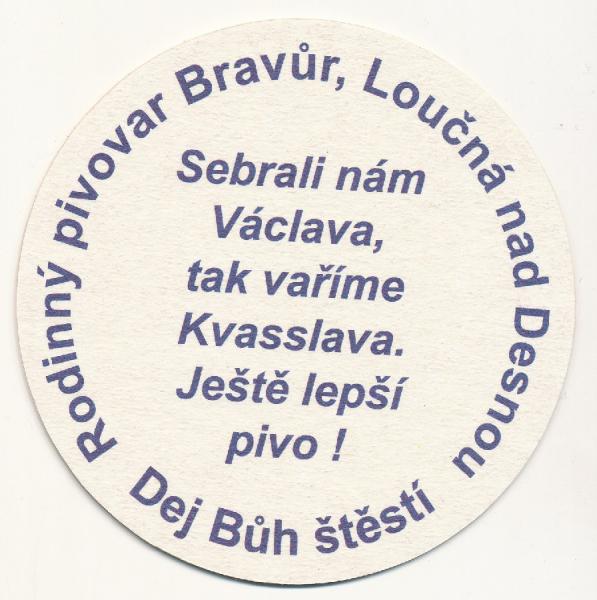 Rodinný pivovar Bravůr, Loučná nad Desnou
Sebrali nám
Václava,
tak vaříme
Kvasslava.
Ještě lepší
pivo !
Dej Bůh štěstí